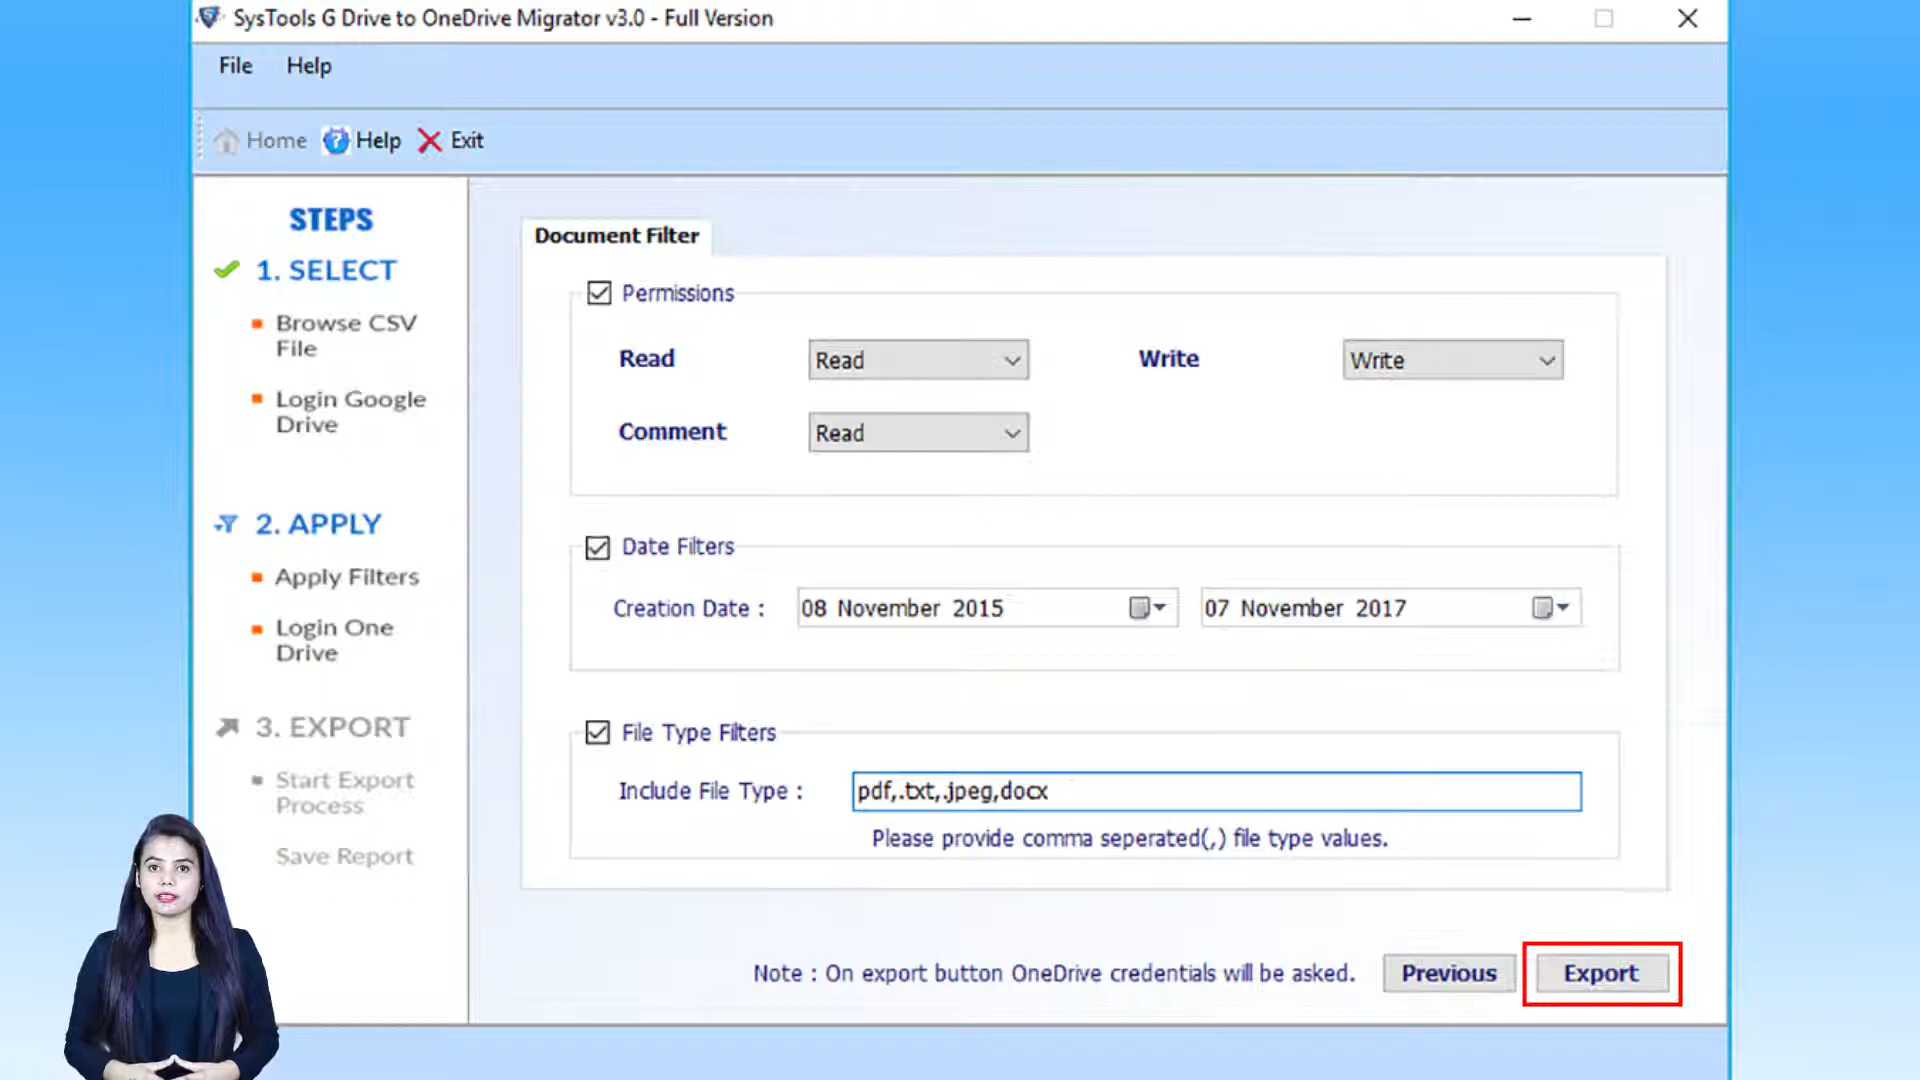 SysTools G Drive to OneDrive Migrator v3.0 - Full Version
File Help
Home Help Exit
STEPS
1. SELECT
Browse CSV
File
Login Google
Drive
2. APPLY
Apply Filters
Login One
Drive
3. EXPORT
Start Export
Process
Save Report
Document Filter
Permissions
Read Read Write Write
Comment Read
Date Filters
Creation Date : 08 November 2015 07 November 2017
File Type Filters
Include File Type : pdf,.txt,.jpeg,docx
Please provide comma seperated(,) file type values.
Note : On export button OneDrive credentials will be asked. Previous Export